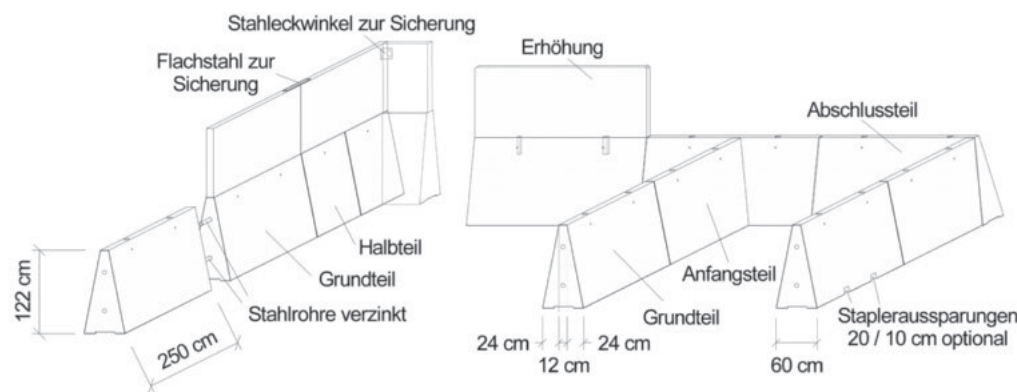 Stahleckwinkel zur Sicherung
Flachstahl zur
Sicherung
Halbteil
Grundteil
Stahlrohre verzinkt
122 cm
250 cm
Erhöhung
Abschlussteil
Anfangsteil
Grundteil
24 cm
12 cm
24 cm
60 cm
Stapleraussparungen
20 / 10 cm optional